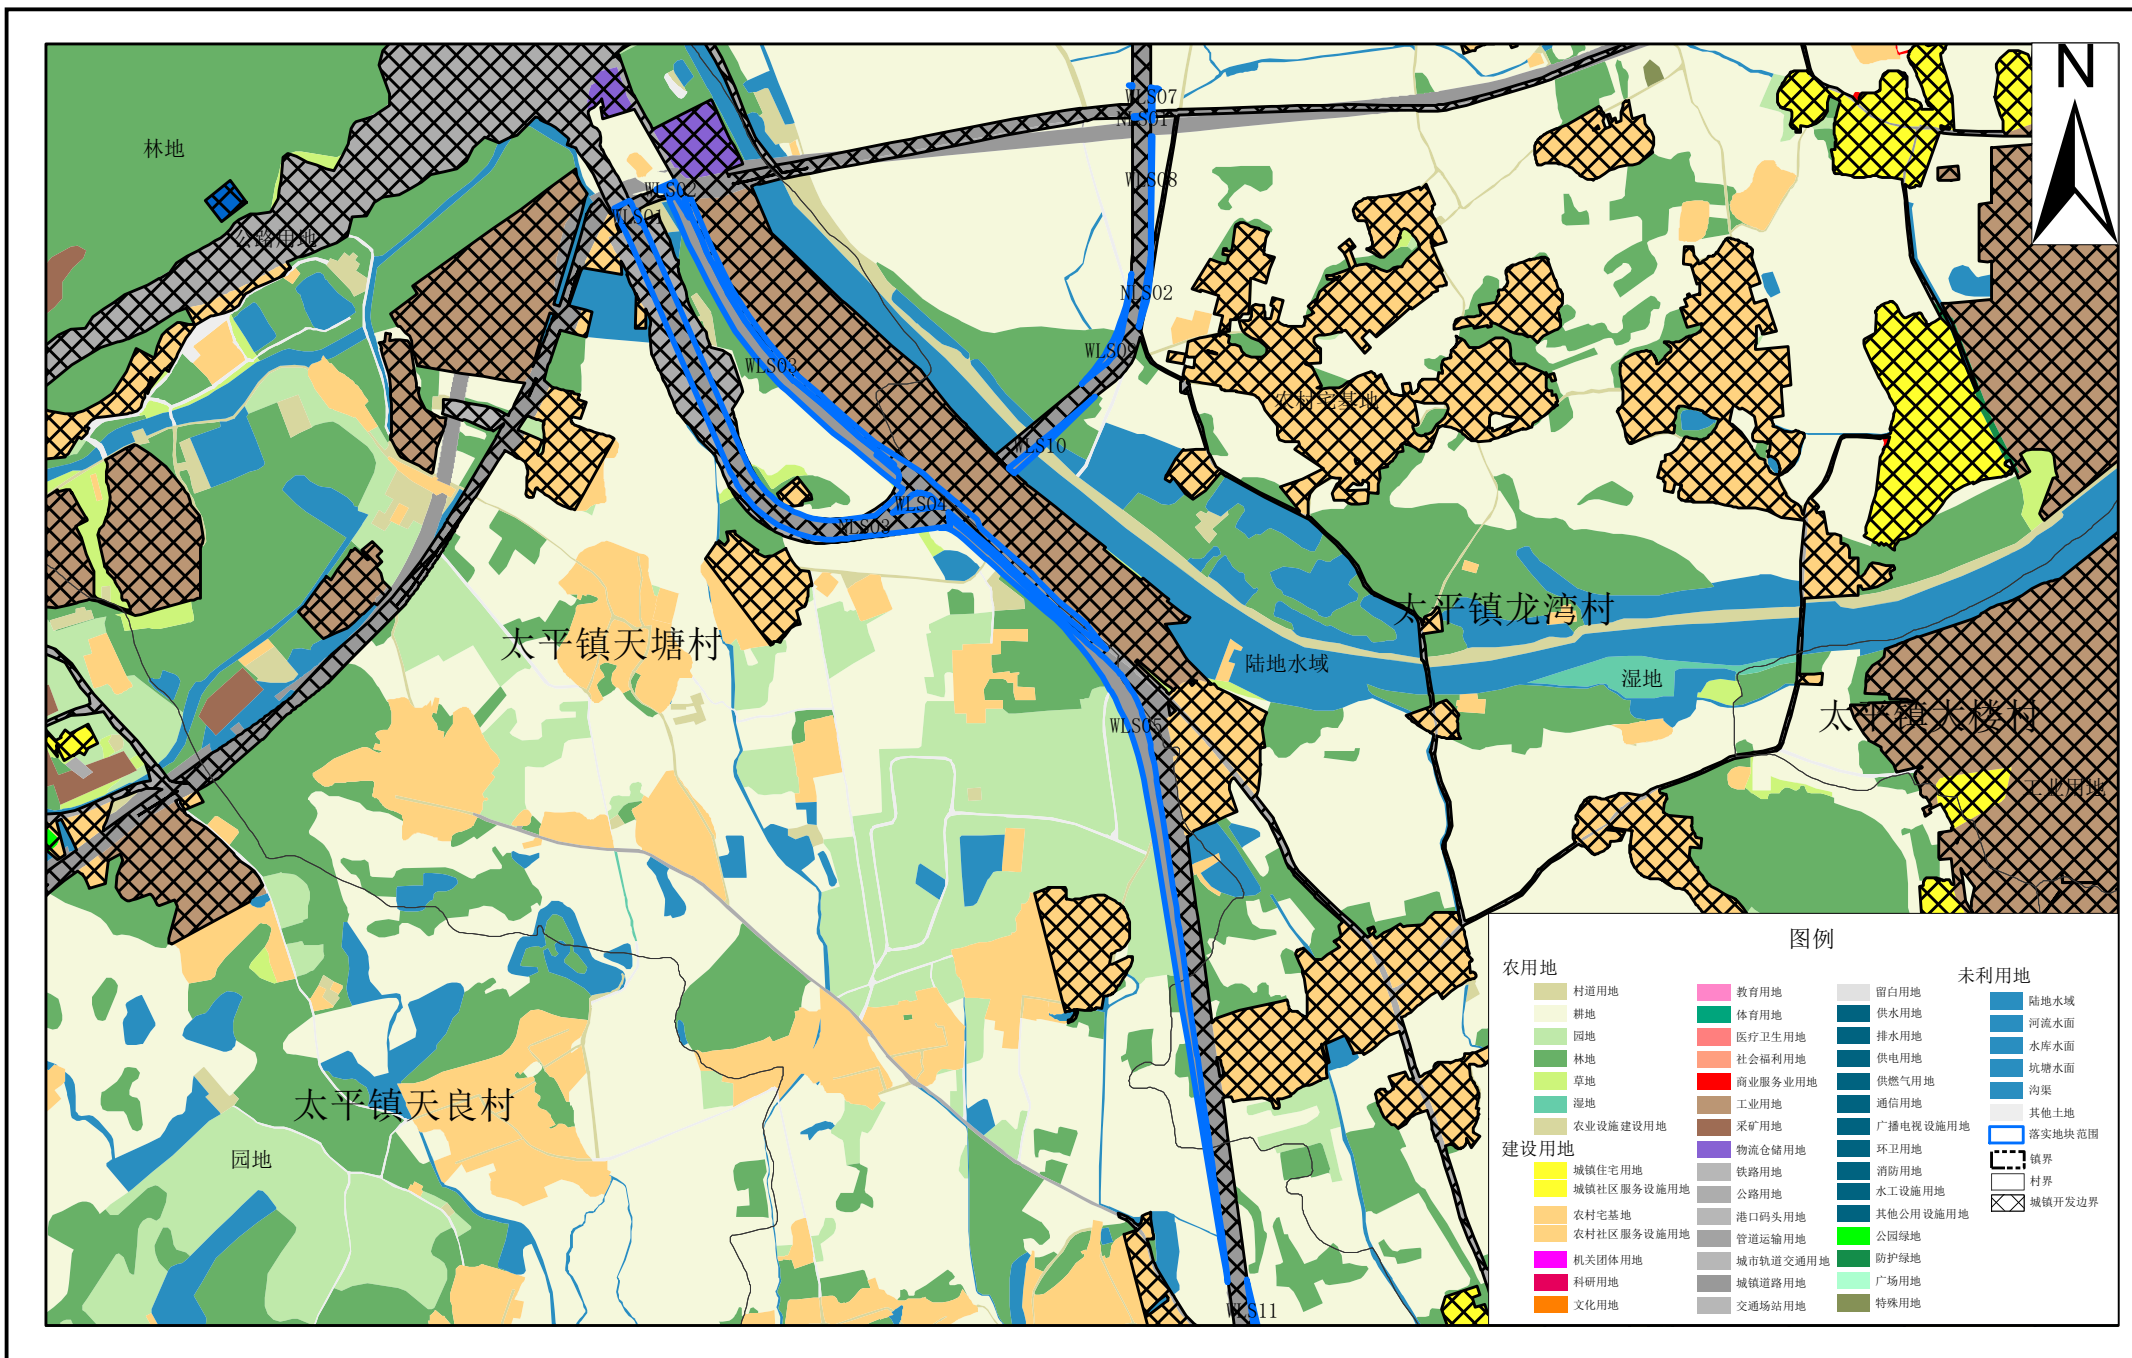 N
林地
公路用地
WLS07
NLS01
WLS08
WLS02
WLS01
NLS02
WLS09
WLS03
农村宅基地
WLS10
WLS04
NLS03
太平镇龙湾村
太平镇天塘村
陆地水域
湿地
WLS05
太平镇大楼村
工业用地
太平镇天良村
园地
WLS11
图例
农用地
村道用地
耕地
园地
林地
草地
湿地
农业设施建设用地
建设用地
城镇住宅用地
城镇社区服务设施用地
农村宅基地
农村社区服务设施用地
机关团体用地
科研用地
文化用地
教育用地
体育用地
医疗卫生用地
社会福利用地
商业服务业用地
工业用地
采矿用地
物流仓储用地
铁路用地
公路用地
港口码头用地
管道运输用地
城市轨道交通用地
城镇道路用地
交通场站用地
留白用地
供水用地
排水用地
供电用地
供燃气用地
通信用地
广播电视设施用地
环卫用地
消防用地
水工设施用地
其他公用设施用地
公园绿地
防护绿地
广场用地
特殊用地
未利用地
陆地水域
河流水面
水库水面
坑塘水面
沟渠
其他土地
落实地块范围
镇界
村界
城镇开发边界